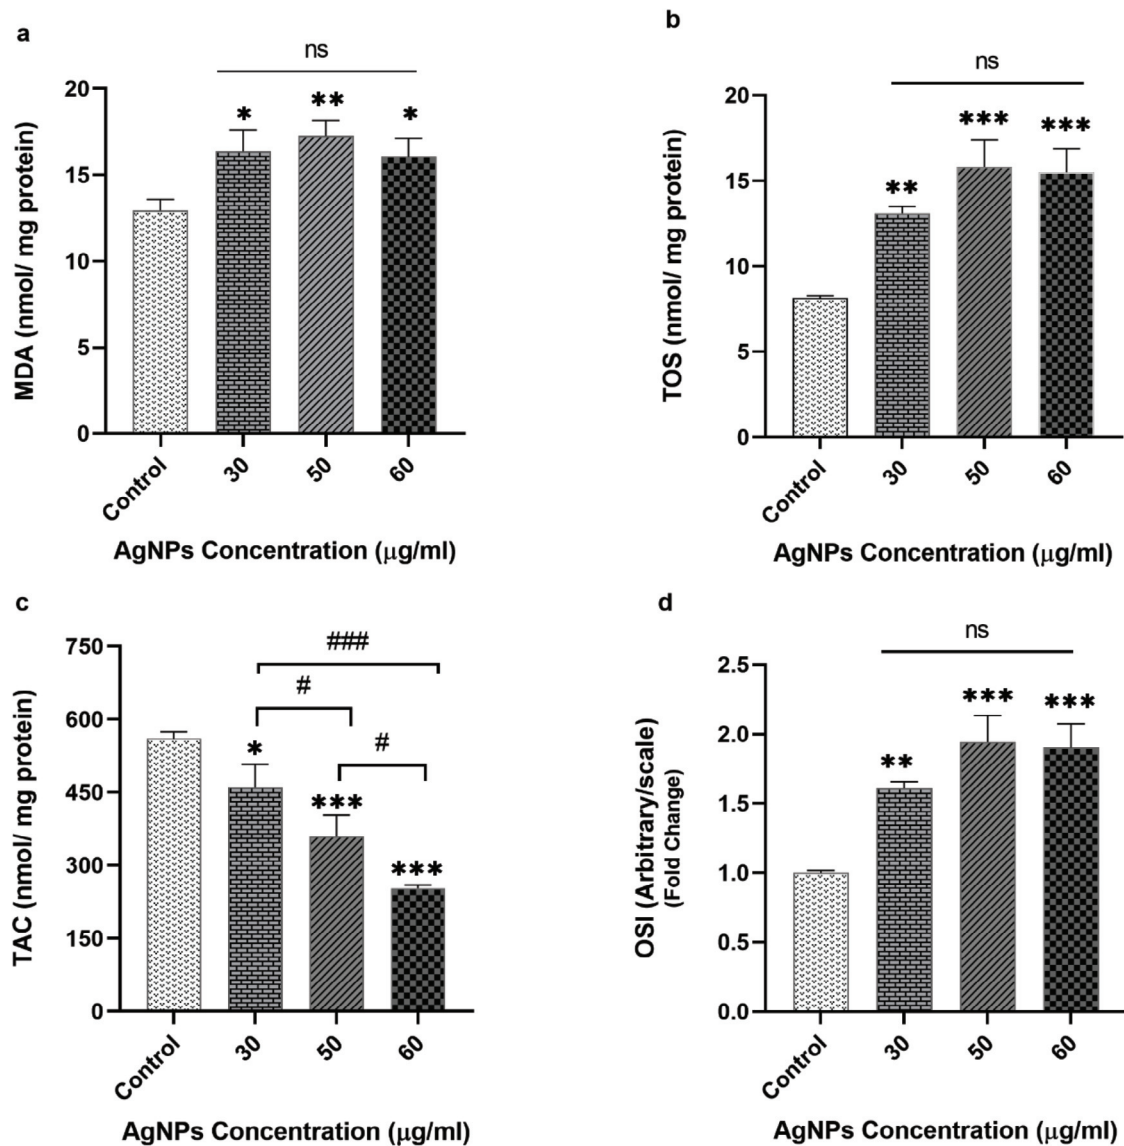 a
ns
20
15
10
5
0
MDA (nmol/ mg protein)
*
**
*
Control
30
50
60
AgNPs Concentration (μg/ml)
b
ns
20
15
10
5
0
TOS (nmol/ mg protein)
**
***
***
Control
30
50
60
AgNPs Concentration (μg/ml)
c
###
#
#
750
600
450
300
150
0
TAC (nmol/ mg protein)
*
***
***
Control
30
50
60
AgNPs Concentration (μg/ml)
d
ns
2.5
2.0
1.5
1.0
0.5
0.0
OSI (Arbitrary/scale)
(Fold Change)
**
***
***
Control
30
50
60
AgNPs Concentration (μg/ml)